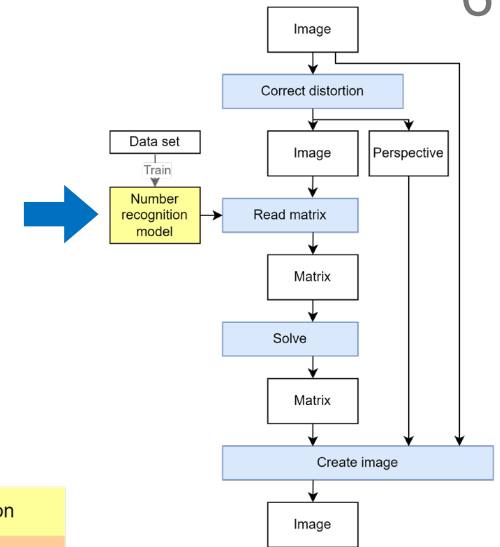 Image
Correct distortion
Data set
Image
Perspective
Train
Number
recognition
model
Read matrix
Matrix
Solve
Matrix
Create image
Image